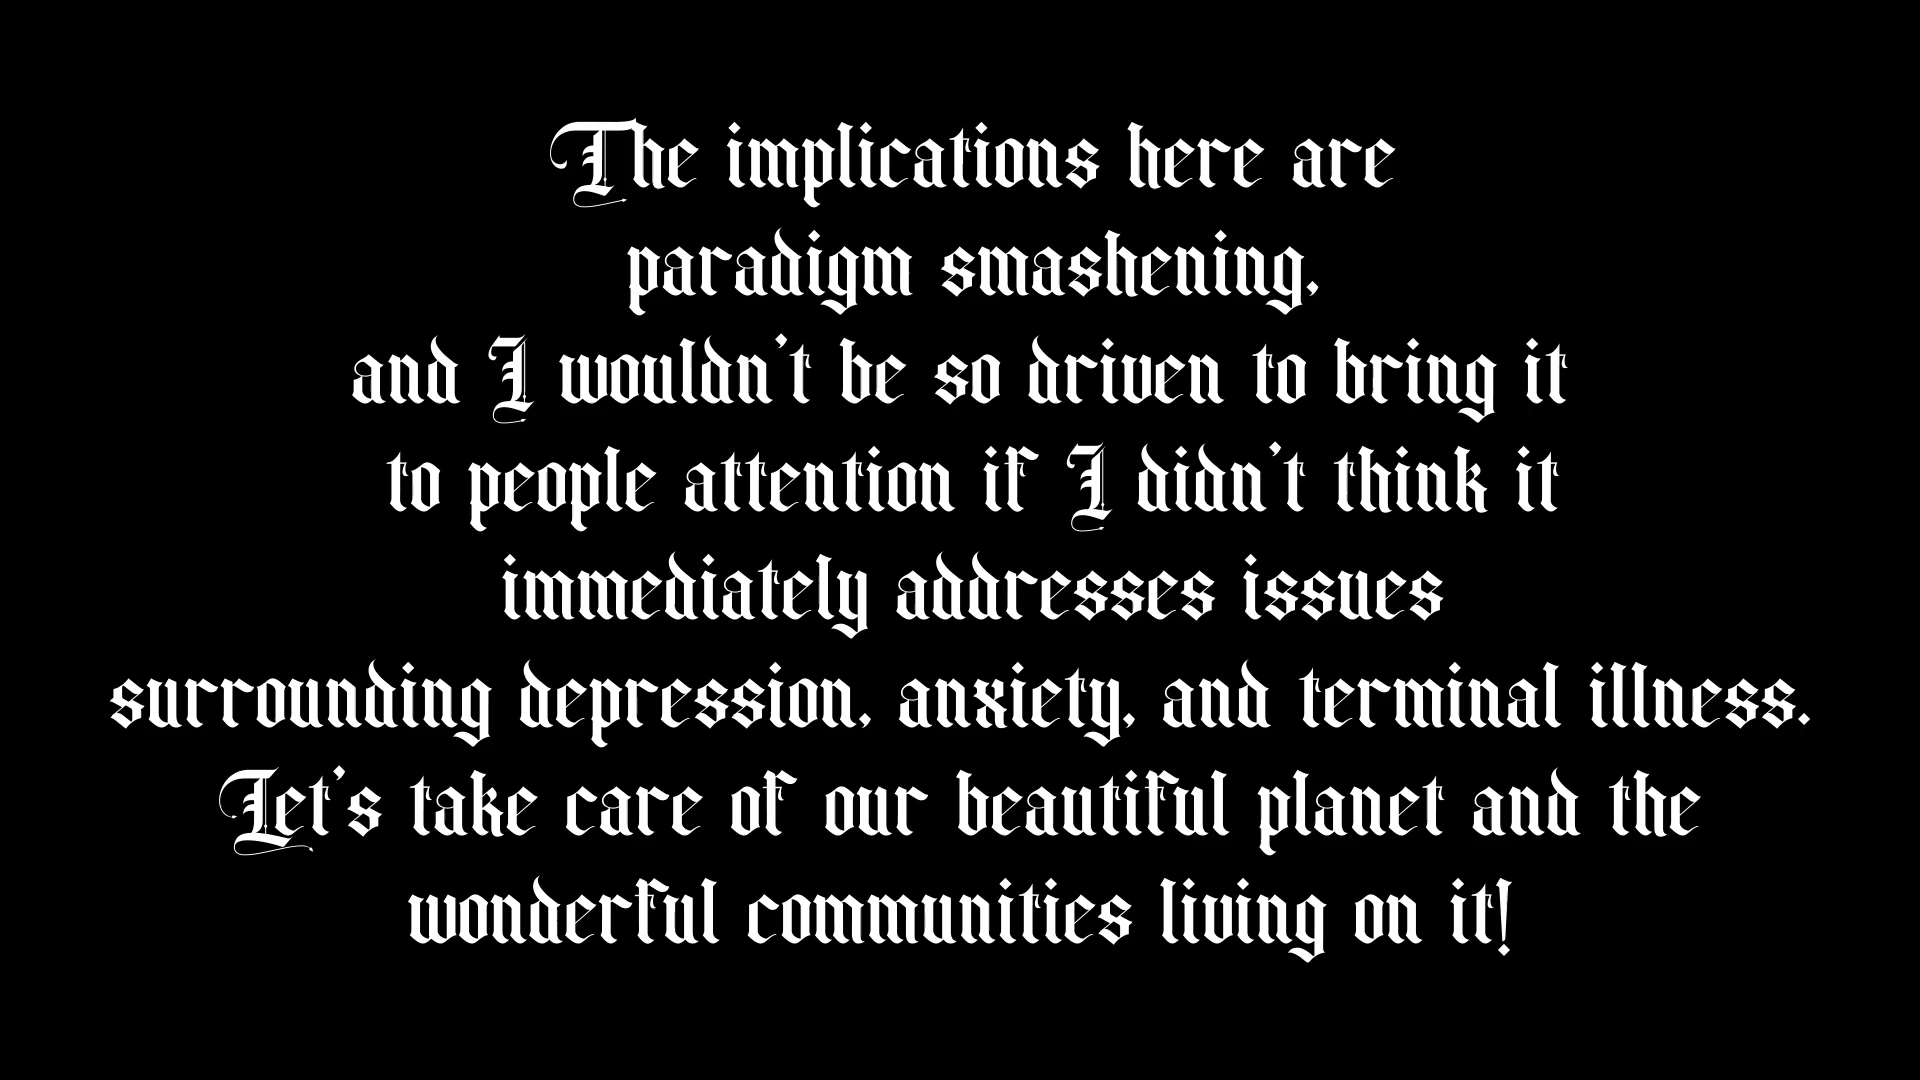 The implications here are
paradigm smashening,
and I wouldn't be so driven to bring it
to people attention if I didn't think it
immediately addresses issues
surrounding depression, anxiety, and terminal illness.
Let's take care of our beautiful planet and the
wonderful communities living on it!